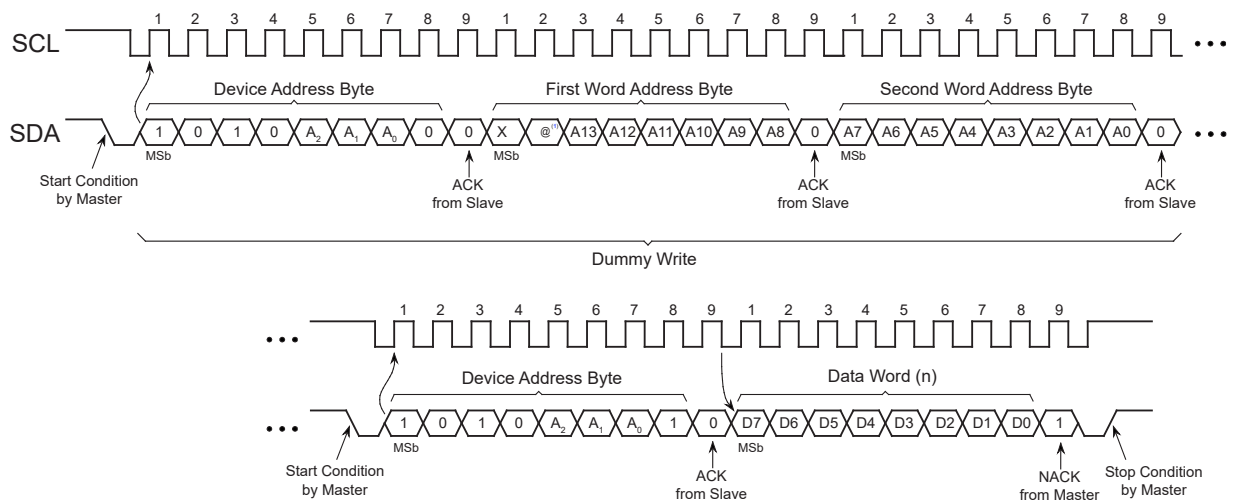 1 2 3 4 5 6 7 8 9 1 2 3 4 5 6 7 8 9 1 2 3 4 5 6 7 8 9
SCL
Device Address Byte First Word Address Byte Second Word Address Byte
SDA 1 0 1 0 A2 A1 A0 0 0 X @(1) A13 A12 A11 A10 A9 A8 0 A7 A6 A5 A4 A3 A2 A1 A0 0
MSb MSb MSb
Start Condition
by Master
ACK
from Slave
ACK
from Slave
ACK
from Slave
Dummy Write
1 2 3 4 5 6 7 8 9 1 2 3 4 5 6 7 8 9
Device Address Byte Data Word (n)
1 0 1 0 A2 A1 A0 1 0 D7 D6 D5 D4 D3 D2 D1 D0 1
MSb MSb
Start Condition
by Master
ACK
from Slave
NACK
from Master
Stop Condition
by Master